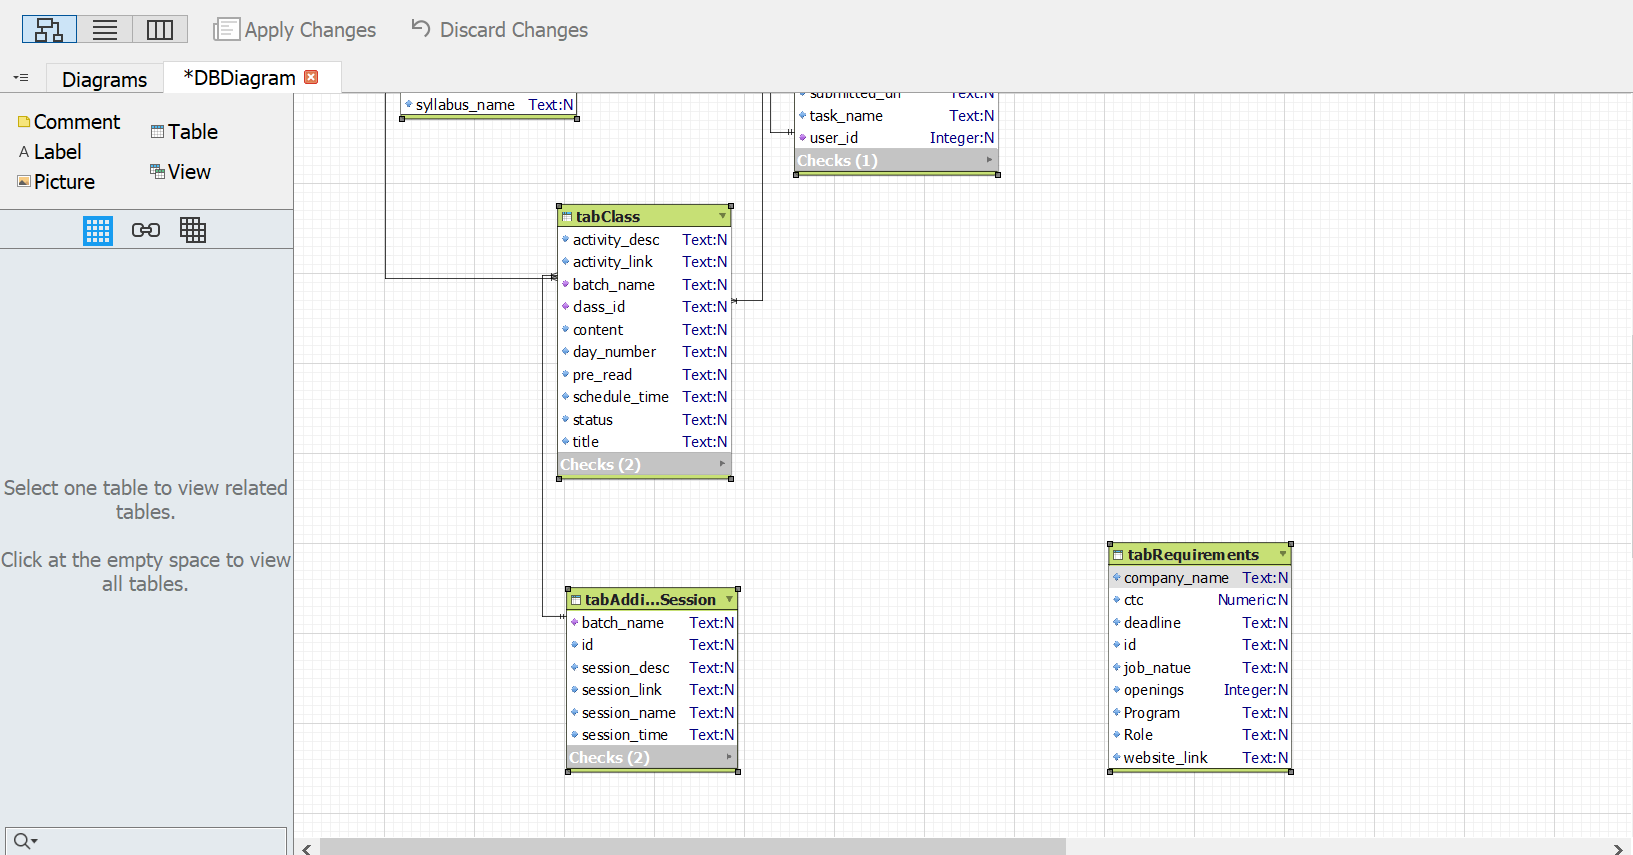 Apply Changes
Discard Changes
Diagrams
*DBDiagram
Comment
Table
Label
View
Picture
Select one table to view related
tables.
Click at the empty space to view
all tables.
syllabus_name Text:N
submitted_url Text:N
task_name Text:N
user_id Integer:N
Checks (1)
tabClass
activity_desc Text:N
activity_link Text:N
batch_name Text:N
class_id Text:N
content Text:N
day_number Text:N
pre_read Text:N
schedule_time Text:N
status Text:N
title Text:N
Checks (2)
tabAddi...Session
batch_name Text:N
id Text:N
session_desc Text:N
session_link Text:N
session_name Text:N
session_time Text:N
Checks (2)
tabRequirements
company_name Text:N
ctc Numeric:N
deadline Text:N
id Text:N
job_natue Text:N
openings Integer:N
Program Text:N
Role Text:N
website_link Text:N